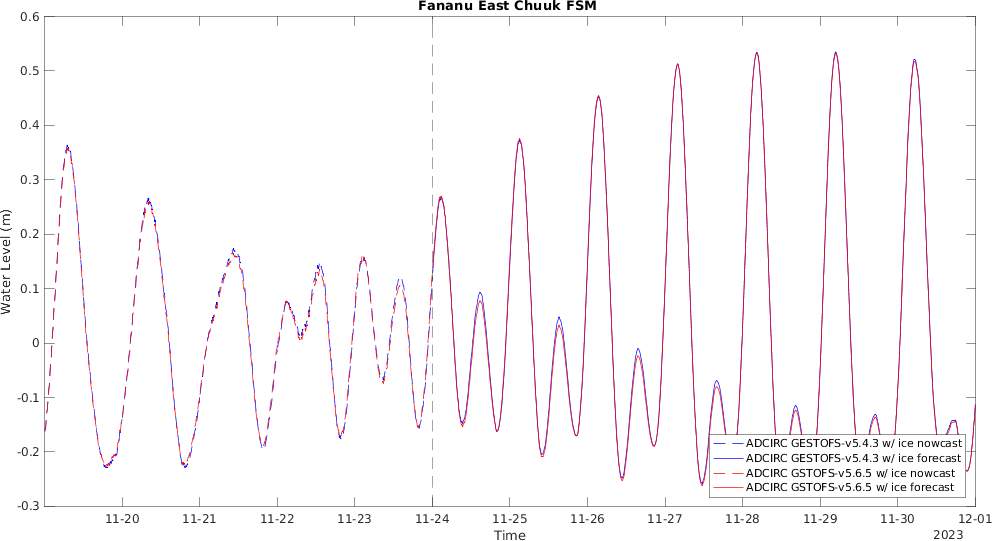 Fananu East Chuuk FSM
Water Level (m)
0.6
0.5
0.4
0.3
0.2
0.1
0
-0.1
-0.2
-0.3
ADCIRC GESTOFS-v5.4.3 w/ ice nowcast
ADCIRC GESTOFS-v5.4.3 w/ ice forecast
ADCIRC GSTOFS-v5.6.5 w/ ice nowcast
ADCIRC GSTOFS-v5.6.5 w/ ice forecast
11-20 11-21 11-22 11-23 11-24 11-25 11-26 11-27 11-28 11-29 11-30 12-01
Time
2023